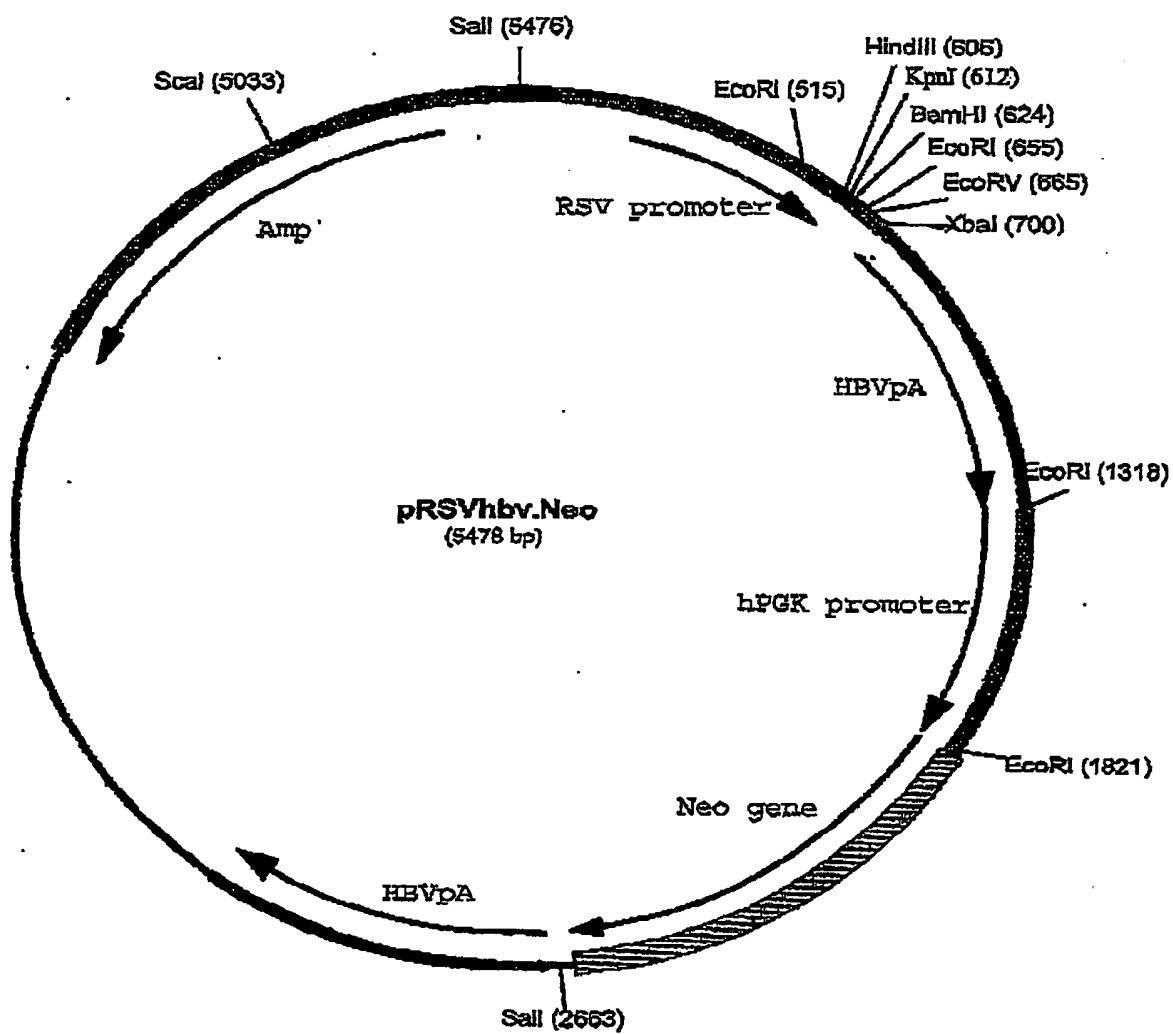 SalI (5476)
HindIII (606)
ScaI (5033)
KpnI (612)
EcoRI (515)
BamHI (624)
EcoRI (655)
EcoRV (665)
XbaI (700)
RSV promoter
Amp'
HBVpA
EcoRI (1318)
pRSVhbv.Neo
(5478 bp)
hPGK promoter
EcoRI (1821)
Neo gene
HBVpA
SalI (2663)